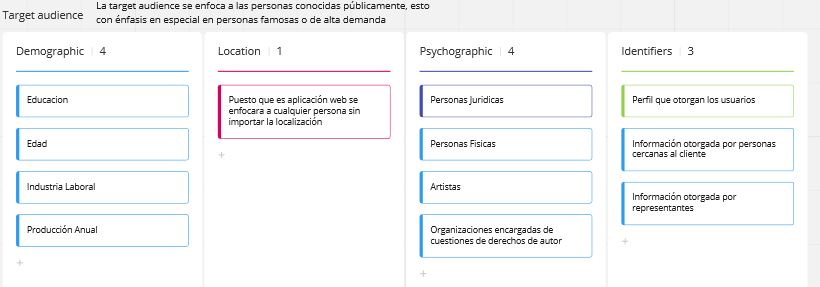 La target audience se enfoca a las personas conocidas públicamente, esto
con énfasis en especial en personas famosas o de alta demanda
Target audience
Demographic 4
Educacion
Edad
Industria Laboral
Producción Anual
+
Location 1
Puesto que es aplicación web se
enfocara a cualquier persona sin
importar la localización
+
Psychographic 4
Personas Juridicas
Personas Fisicas
Artistas
Organizaciones encargadas de
cuestiones de derechos de autor
+
Identifiers 3
Perfil que otorgan los usuarios
Información otorgada por personas
cercanas al cliente
Información otorgada por
representantes
+